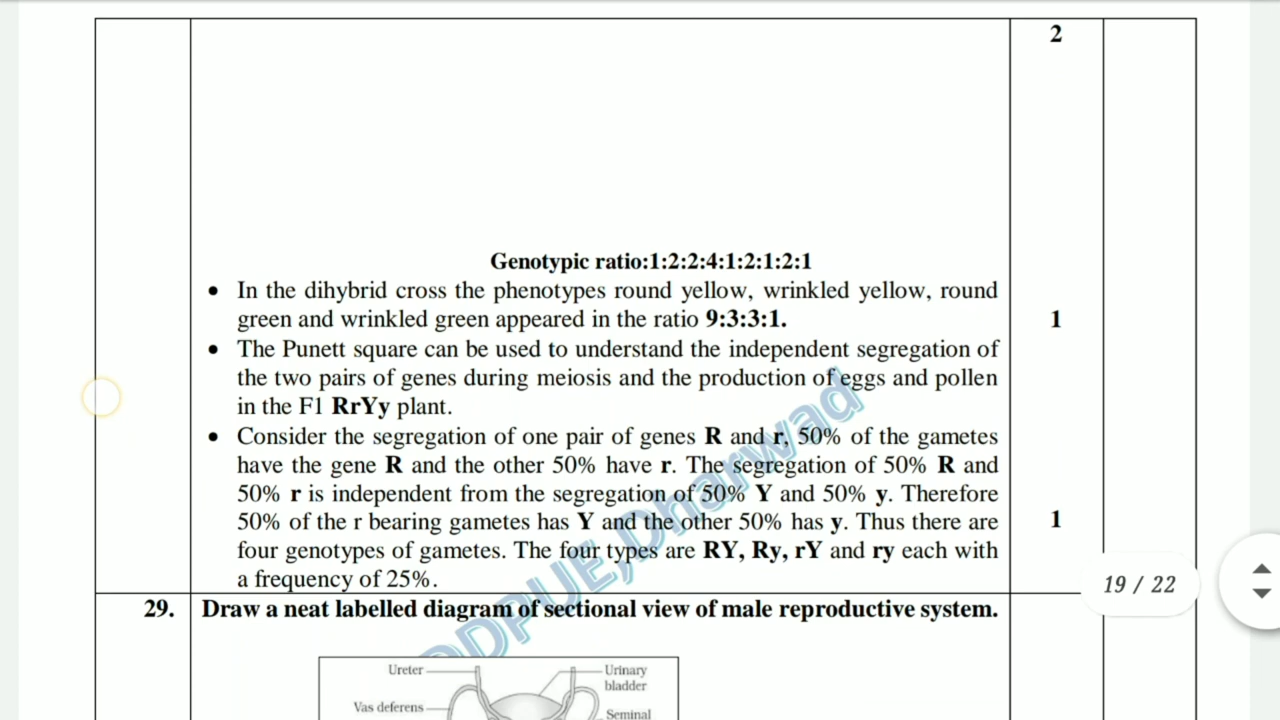 2
Genotypic ratio:1:2:2:4:1:2:1:2:1
• In the dihybrid cross the phenotypes round yellow, wrinkled yellow, round
green and wrinkled green appeared in the ratio 9:3:3:1.
1
• The Punett square can be used to understand the independent segregation of
the two pairs of genes during meiosis and the production of eggs and pollen
in the F1 RrYy plant.
• Consider the segregation of one pair of genes R and r, 50% of the gametes
have the gene R and the other 50% have r. The segregation of 50% R and
50% r is independent from the segregation of 50% Y and 50% y. Therefore
50% of the r bearing gametes has Y and the other 50% has y. Thus there are
1
four genotypes of gametes. The four types are RY, Ry, rY and ry each with
a frequency of 25%.
19 / 22
29. Draw a neat labelled diagram of sectional view of male reproductive system.
Ureter
Urinary
bladder
Vas deferens
Seminal
DDPUE,Dharwad